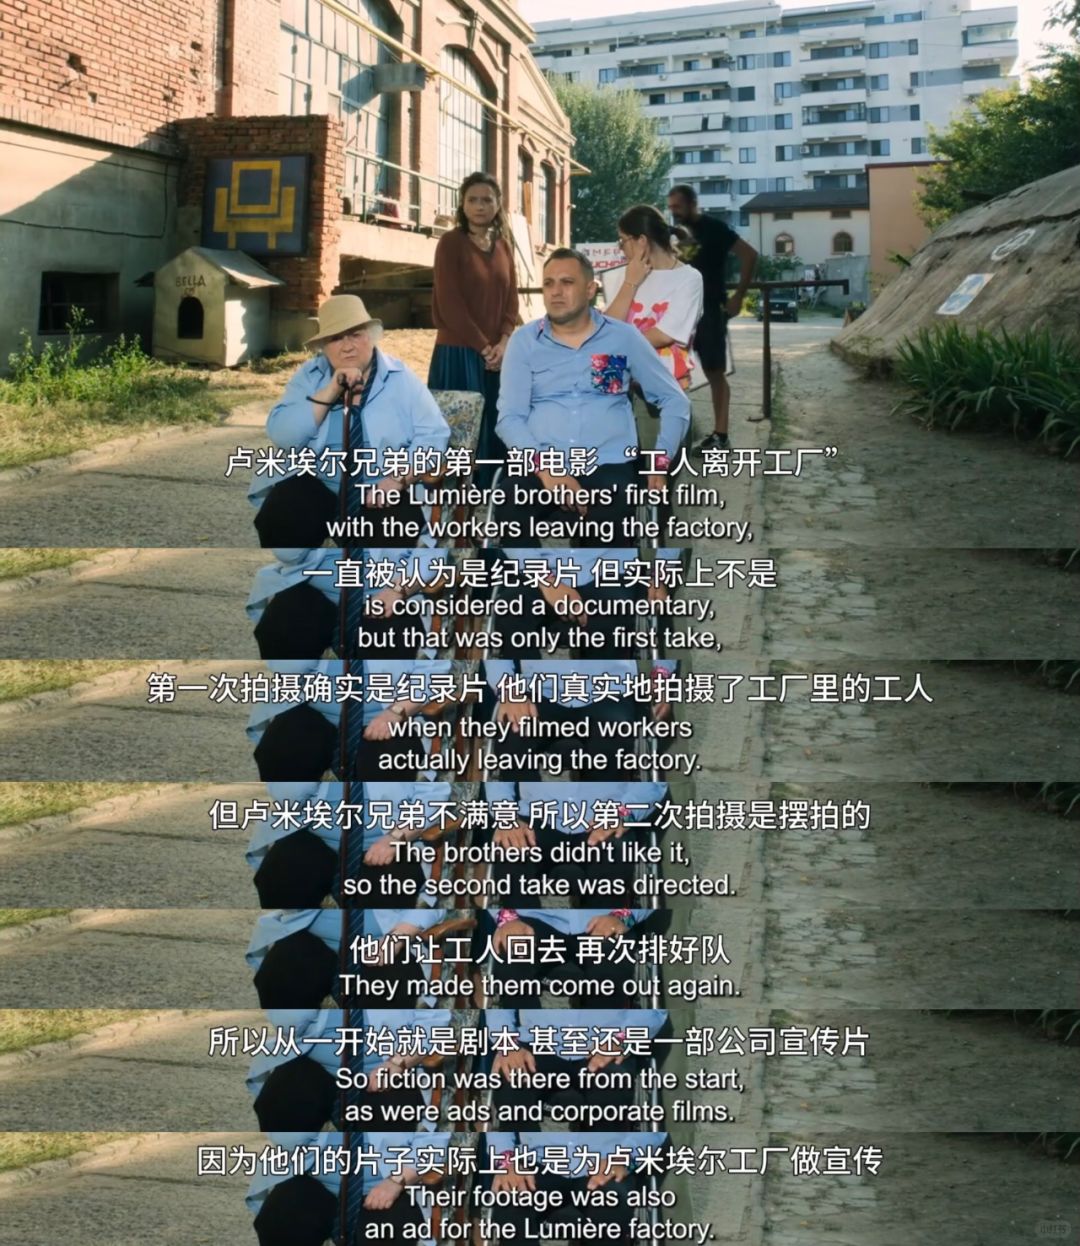 BELLA
卢米埃尔兄弟的第一部电影 “工人离开工厂”
The Lumière brothers' first film,
with the workers leaving the factory,
一直被认为是纪录片 但实际上不是
is considered a documentary,
but that was only the first take,
第一次拍摄确实是纪录片 他们真实地拍摄了工厂里的工人
when they filmed workers
actually leaving the factory.
但卢米埃尔兄弟不满意 所以第二次拍摄是摆拍的
The brothers didn't like it,
so the second take was directed.
他们让工人回去 再次排好队
They made them come out again.
所以从一开始就是剧本 甚至还是一部公司宣传片
So fiction was there from the start,
as were ads and corporate films.
因为他们的片子实际上也是为卢米埃尔工厂做宣传
Their footage was also
an ad for the Lumière factory.
小红书